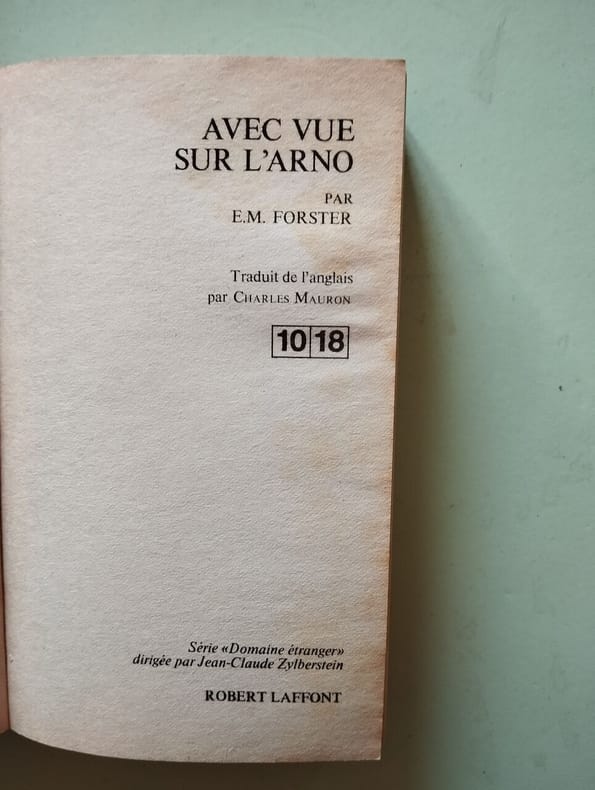 AVEC VUE
SUR L'ARNO
PAR
E.M. FORSTER
Traduit de l'anglais
par CHARLES MAURON
10 18
Série «Domaine étranger»
dirigée par Jean-Claude Zylberstein
ROBERT LAFFONT